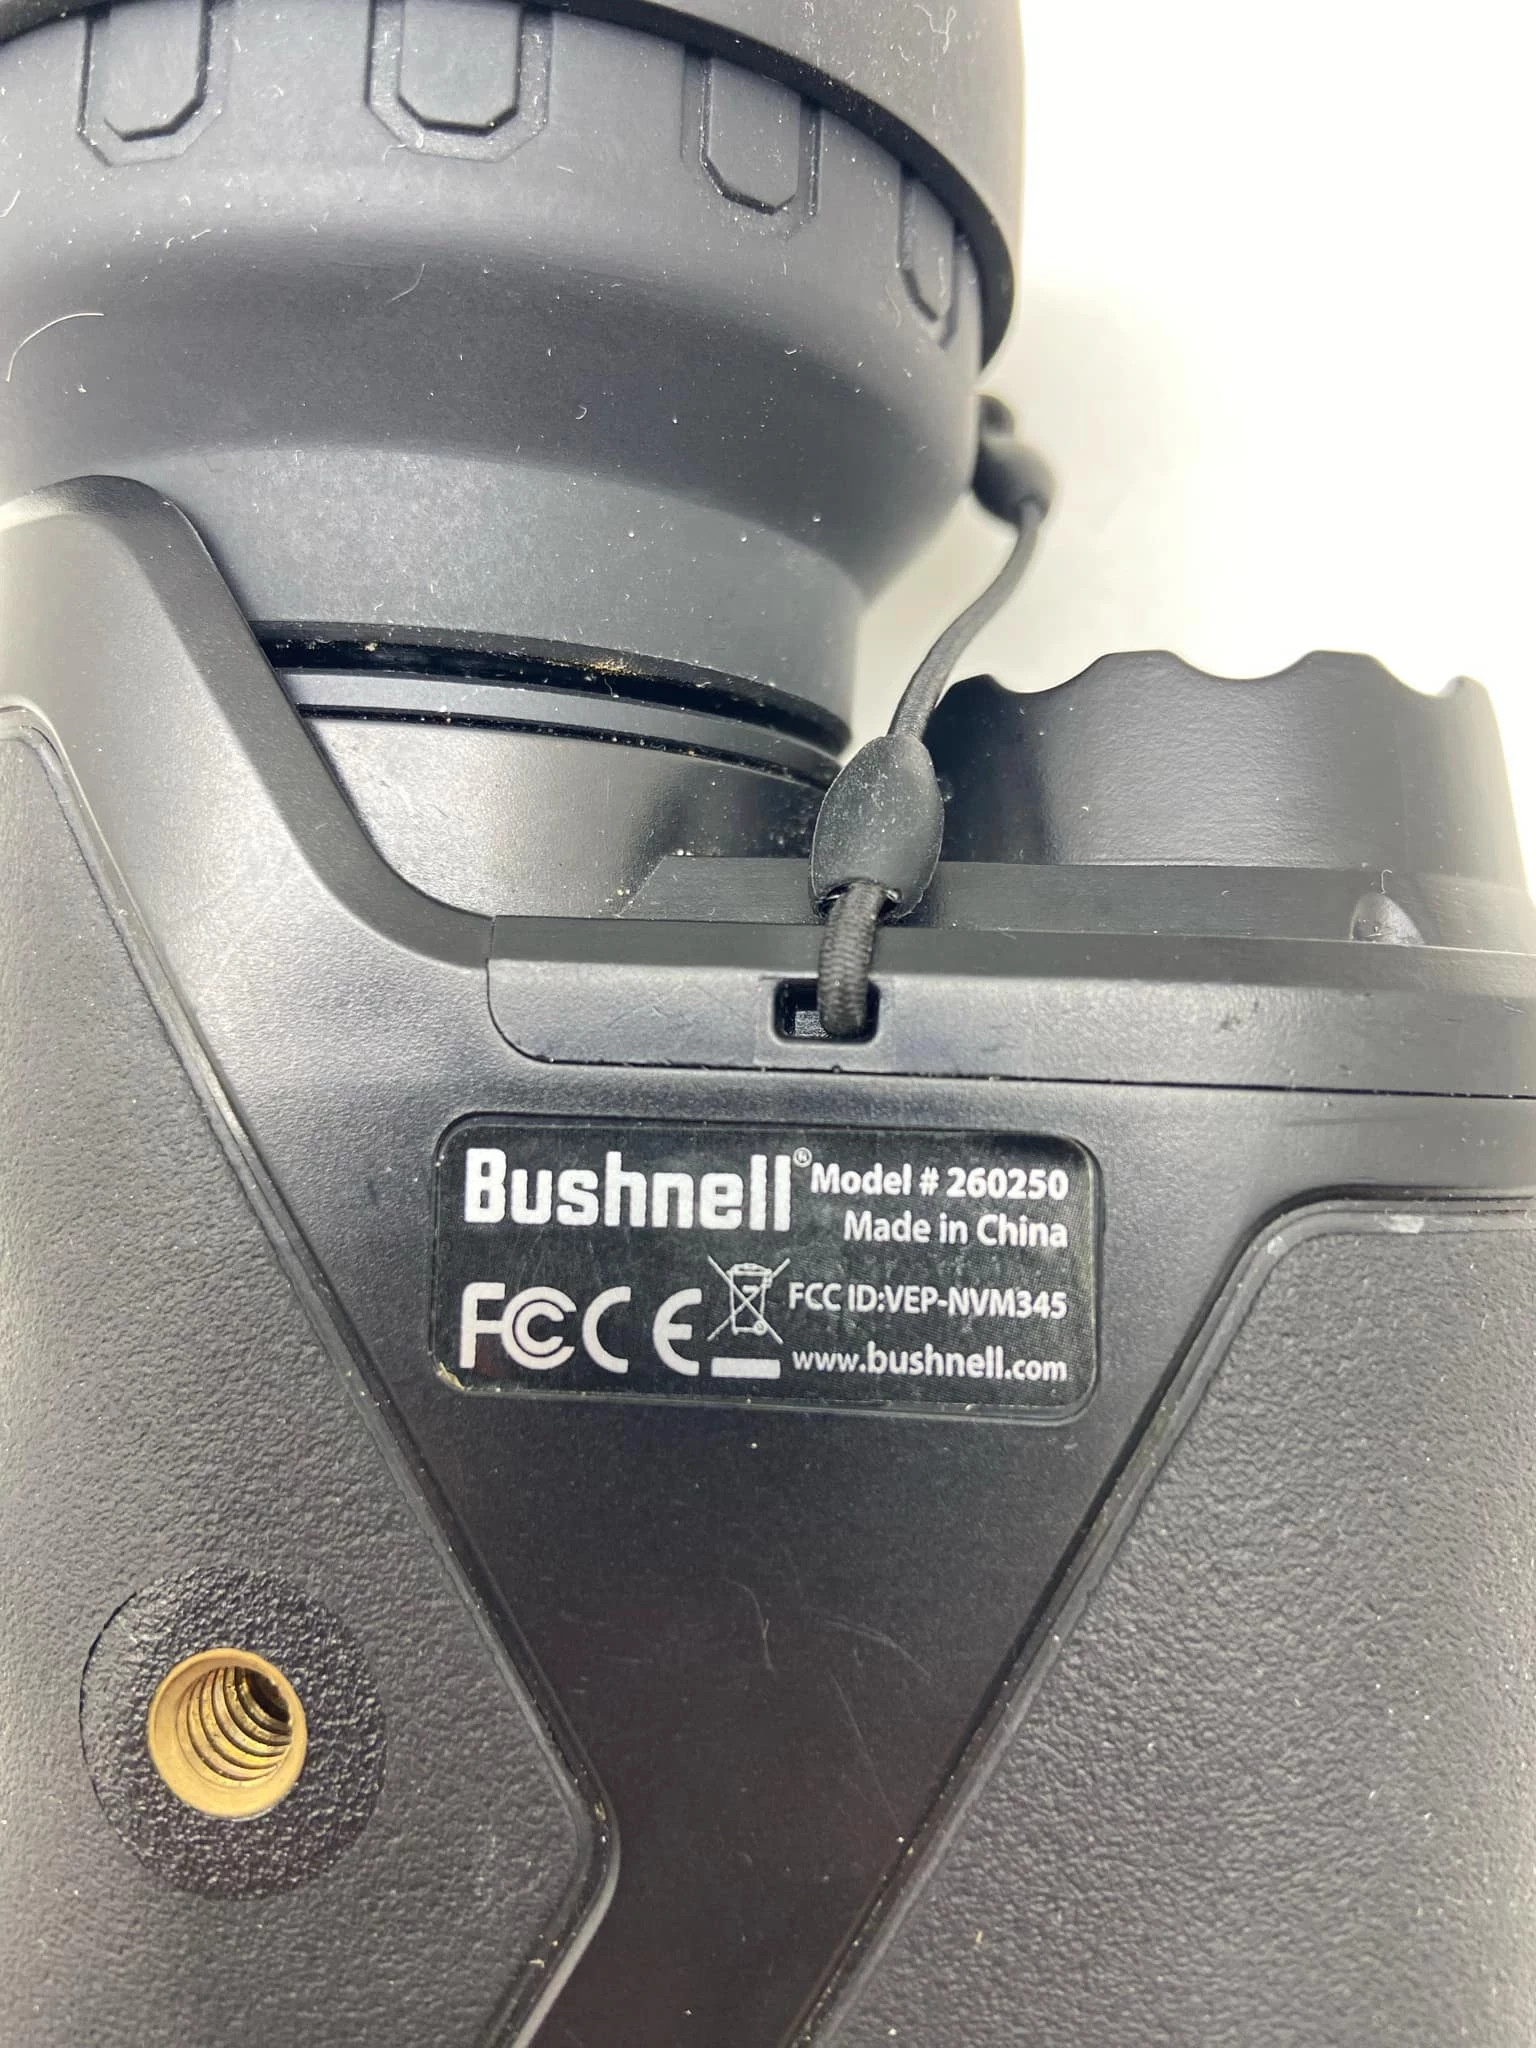 Bushnell® Model # 260250
Made in China
FCC CE FCC ID:VEP-NVM345
www.bushnell.com